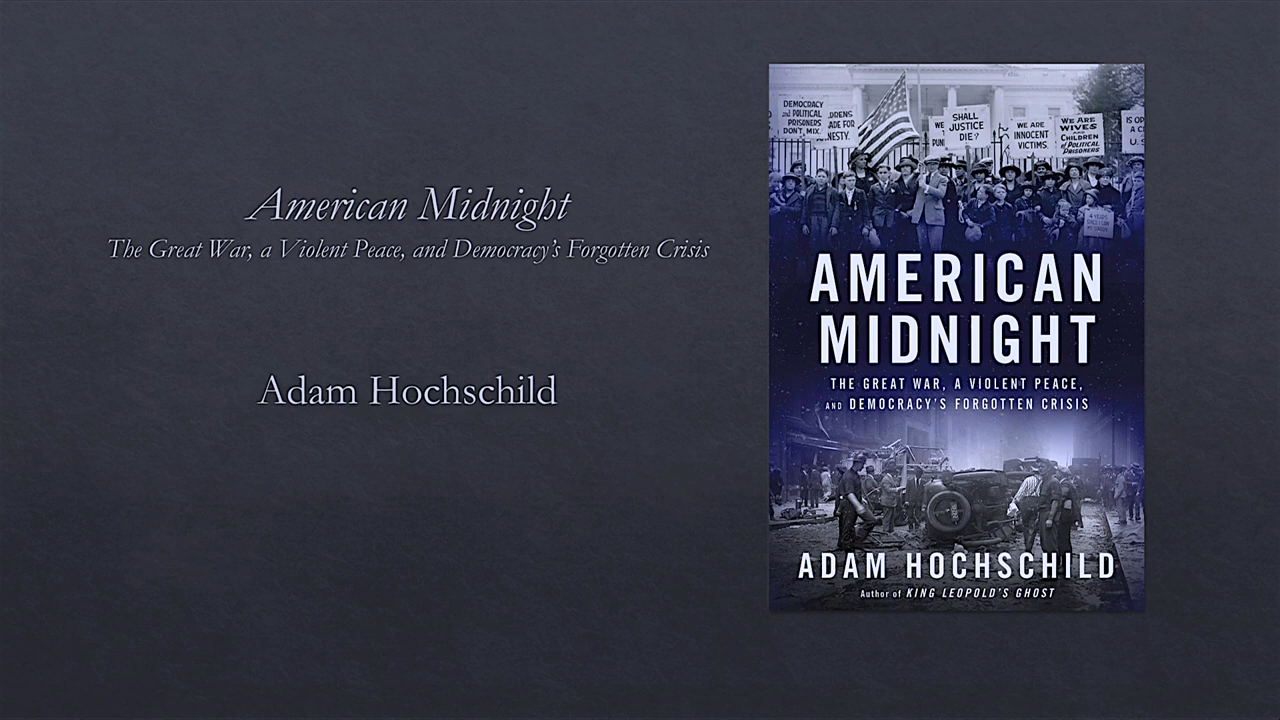 American Midnight
The Great War, a Violent Peace, and Democracy's Forgotten Crisis
Adam Hochschild
DEMOCRACY
and POLITICAL
PRISONERS
DON'T MIX.
SHALL
JUSTICE
DIE?
WE ARE
INNOCENT
VICTIMS.
WE ARE
WIVES
AND
CHILDREN
of POLITICAL
PRISONERS
AMERICAN
MIDNIGHT
THE GREAT WAR, A VIOLENT PEACE,
AND DEMOCRACY'S FORGOTTEN CRISIS
ADAM HOCHSCHILD
Author of KING LEOPOLD'S GHOST